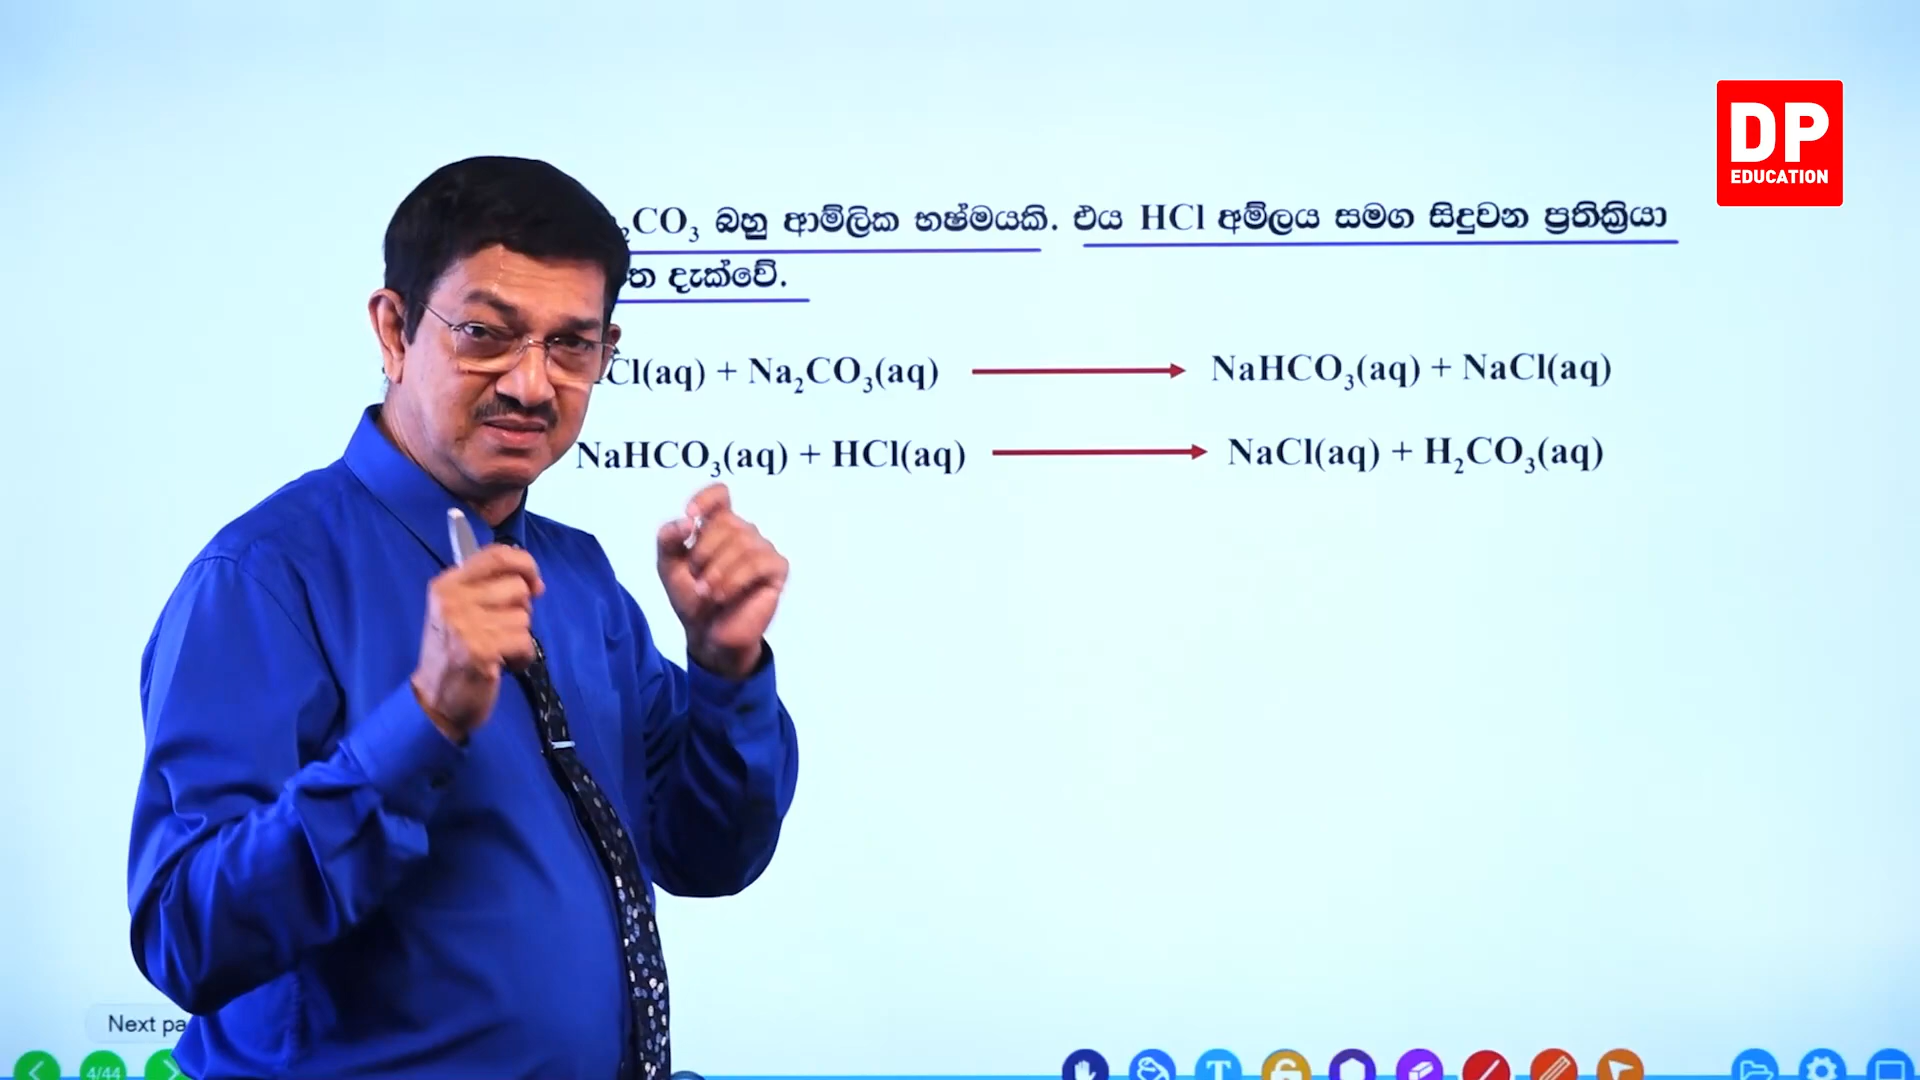 DP
EDUCATION
₂CO₃ බහු ආම්ලික භෂ්මයකි. එය HCl අම්ලය සමග සිදුවන ප්‍රතික්‍රියා
දැක්වේ.
Cl(aq) + Na₂CO₃(aq) → NaHCO₃(aq) + NaCl(aq)
NaHCO₃(aq) + HCl(aq) → NaCl(aq) + H₂CO₃(aq)
Next pa
4/44
T